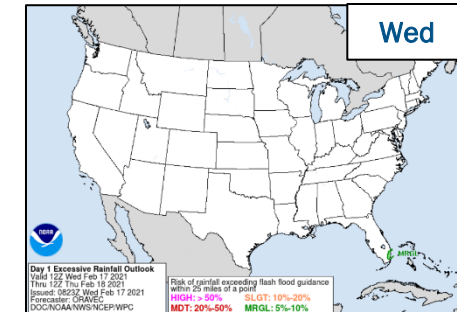 Wed
MRGL
NOAA
Day 1 Excessive Rainfall Outlook
Valid 12Z Wed Feb 17 2021
Thru 12Z Thu Feb 18 2021
Issued: 0823Z Wed Feb 17 2021
Forecaster: ORAVEC
DOC/NOAA/NWS/NCEP/WPC
Risk of rainfall exceeding flash flood guidance
within 25 miles of a point
HIGH: > 50% SLGT: 10%-20%
MDT: 20%-50% MRGL: 5%-10%